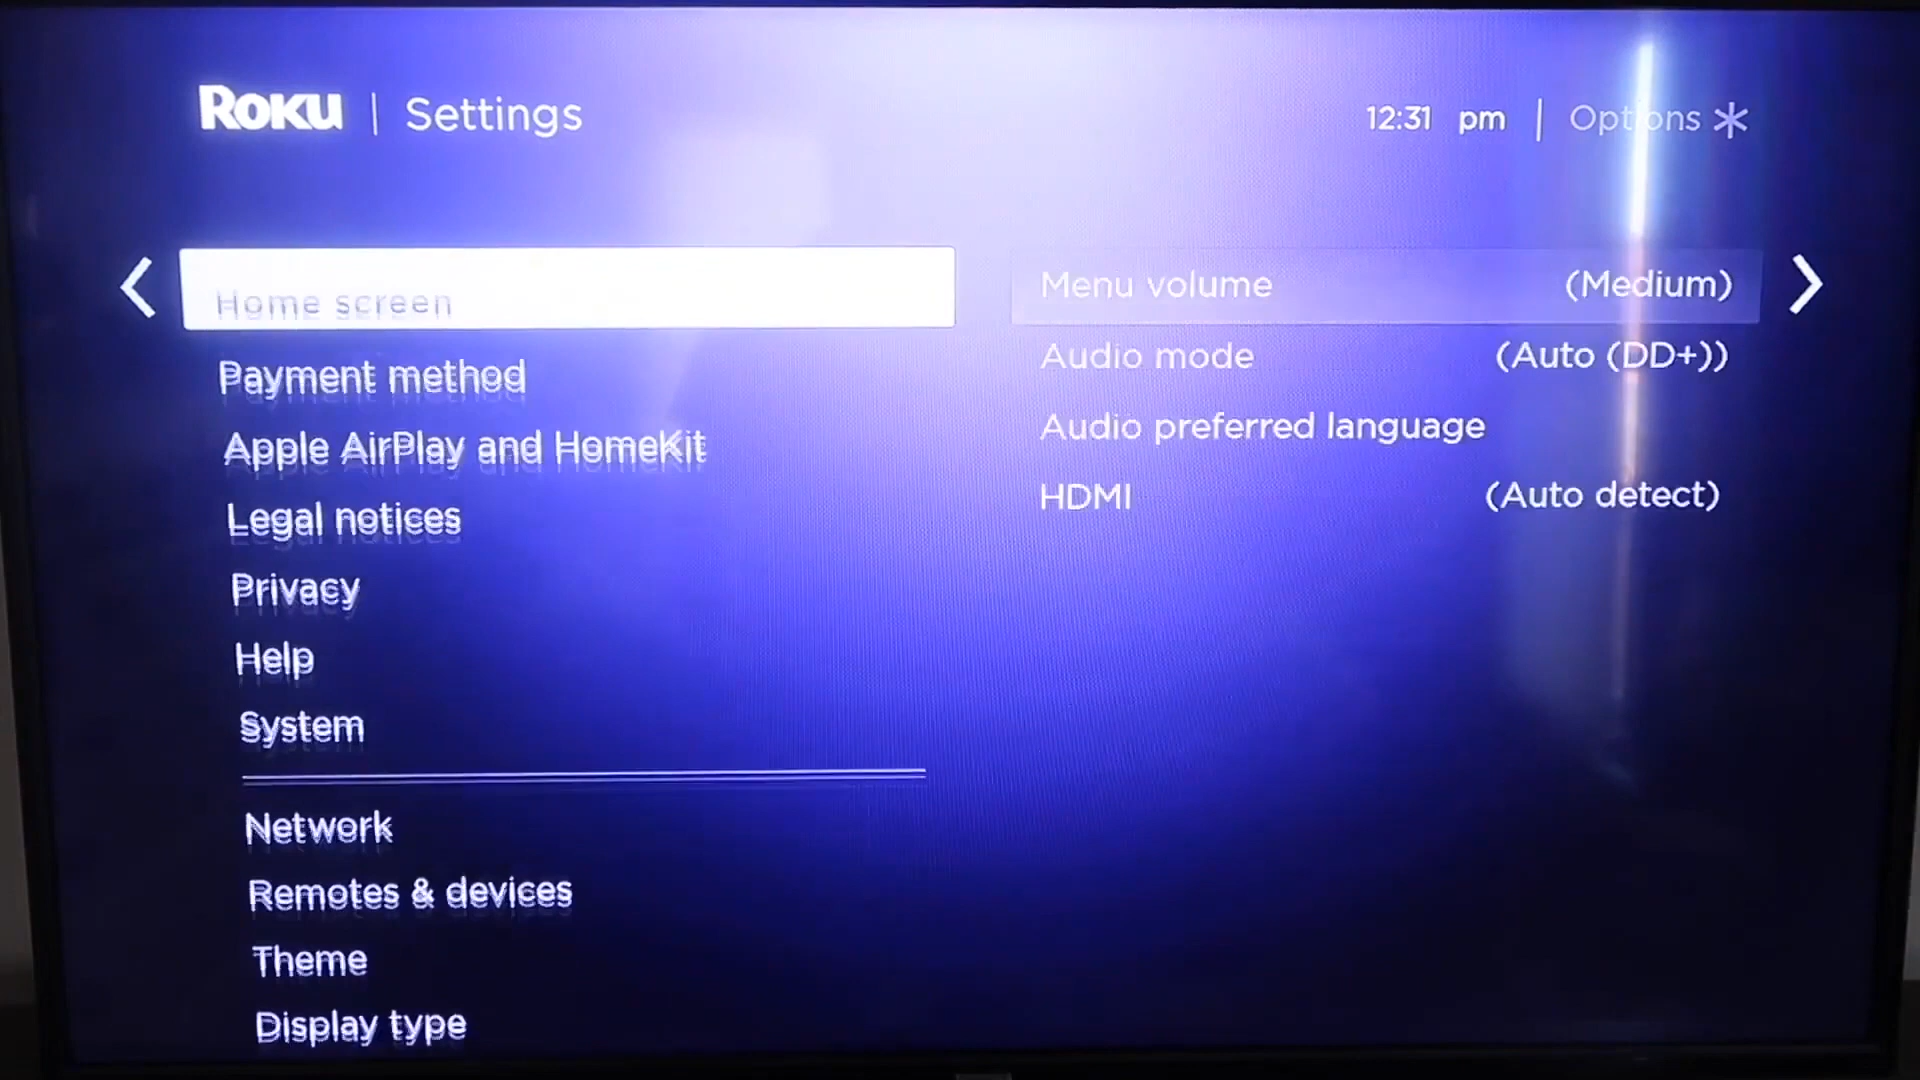 Roku | Settings
12:31 pm | Options *
Home screen
Payment method
Apple AirPlay and HomeKit
Legal notices
Privacy
Help
System
Network
Remotes & devices
Theme
Display type
Menu volume (Medium)
Audio mode (Auto (DD+))
Audio preferred language
HDMI (Auto detect)